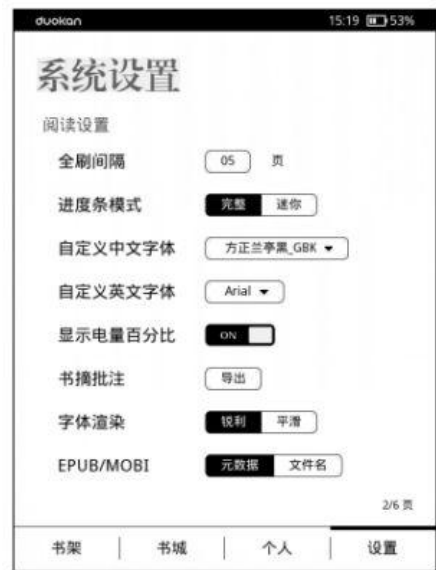 duokan 15:19 53%
系统设置
阅读设置
全刷间隔 05 页
进度条模式 完整 迷你
自定义中文字体 方正兰亭黑_GBK
自定义英文字体 Arial
显示电量百分比 ON
书摘批注 导出
字体渲染 锐利 平滑
EPUB/MOBI 元数据 文件名
2/6 页
书架 书城 个人 设置